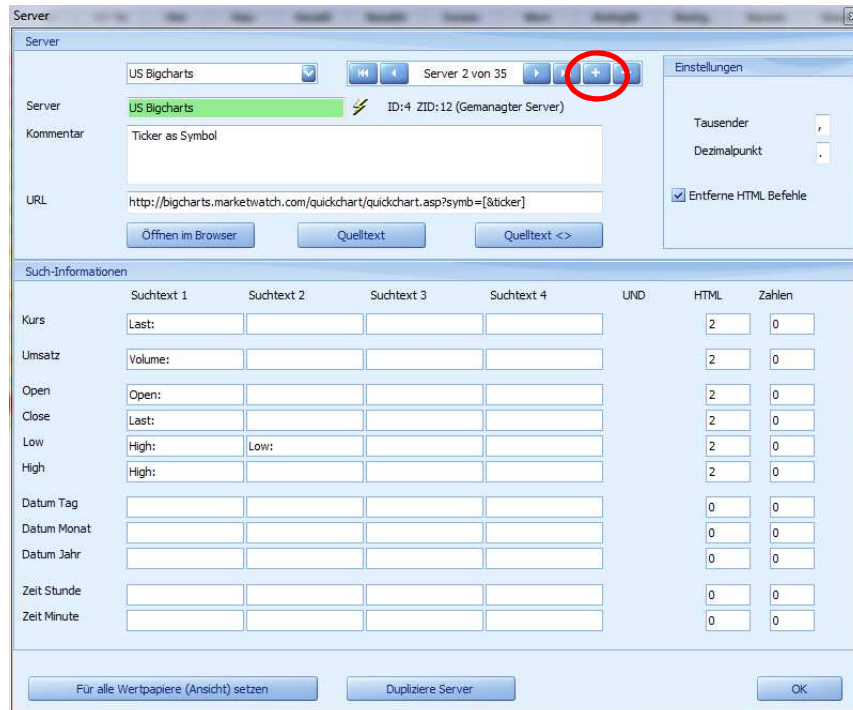 Server
Server
US Bigcharts
Server 2 von 35
+
Einstellungen
Server
US Bigcharts
ID:4 ZID:12 (Gemanagter Server)
Tausender
,
Kommentar
Ticker as Symbol
Dezimalpunkt
.
Entferne HTML Befehle
URL
http://bigcharts.marketwatch.com/quickchart/quickchart.asp?symb=[&ticker]
Öffnen im Browser
Quelltext
Quelltext <>
Such-Informationen
Suchtext 1 Suchtext 2 Suchtext 3 Suchtext 4 UND HTML Zahlen
Kurs Last: 2 0
Umsatz Volume: 2 0
Open Open: 2 0
Close Last: 2 0
Low High: Low: 2 0
High High: 2 0
Datum Tag 0 0
Datum Monat 0 0
Datum Jahr 0 0
Zeit Stunde 0 0
Zeit Minute 0 0
Für alle Wertpapiere (Ansicht) setzen
Dupliziere Server
OK